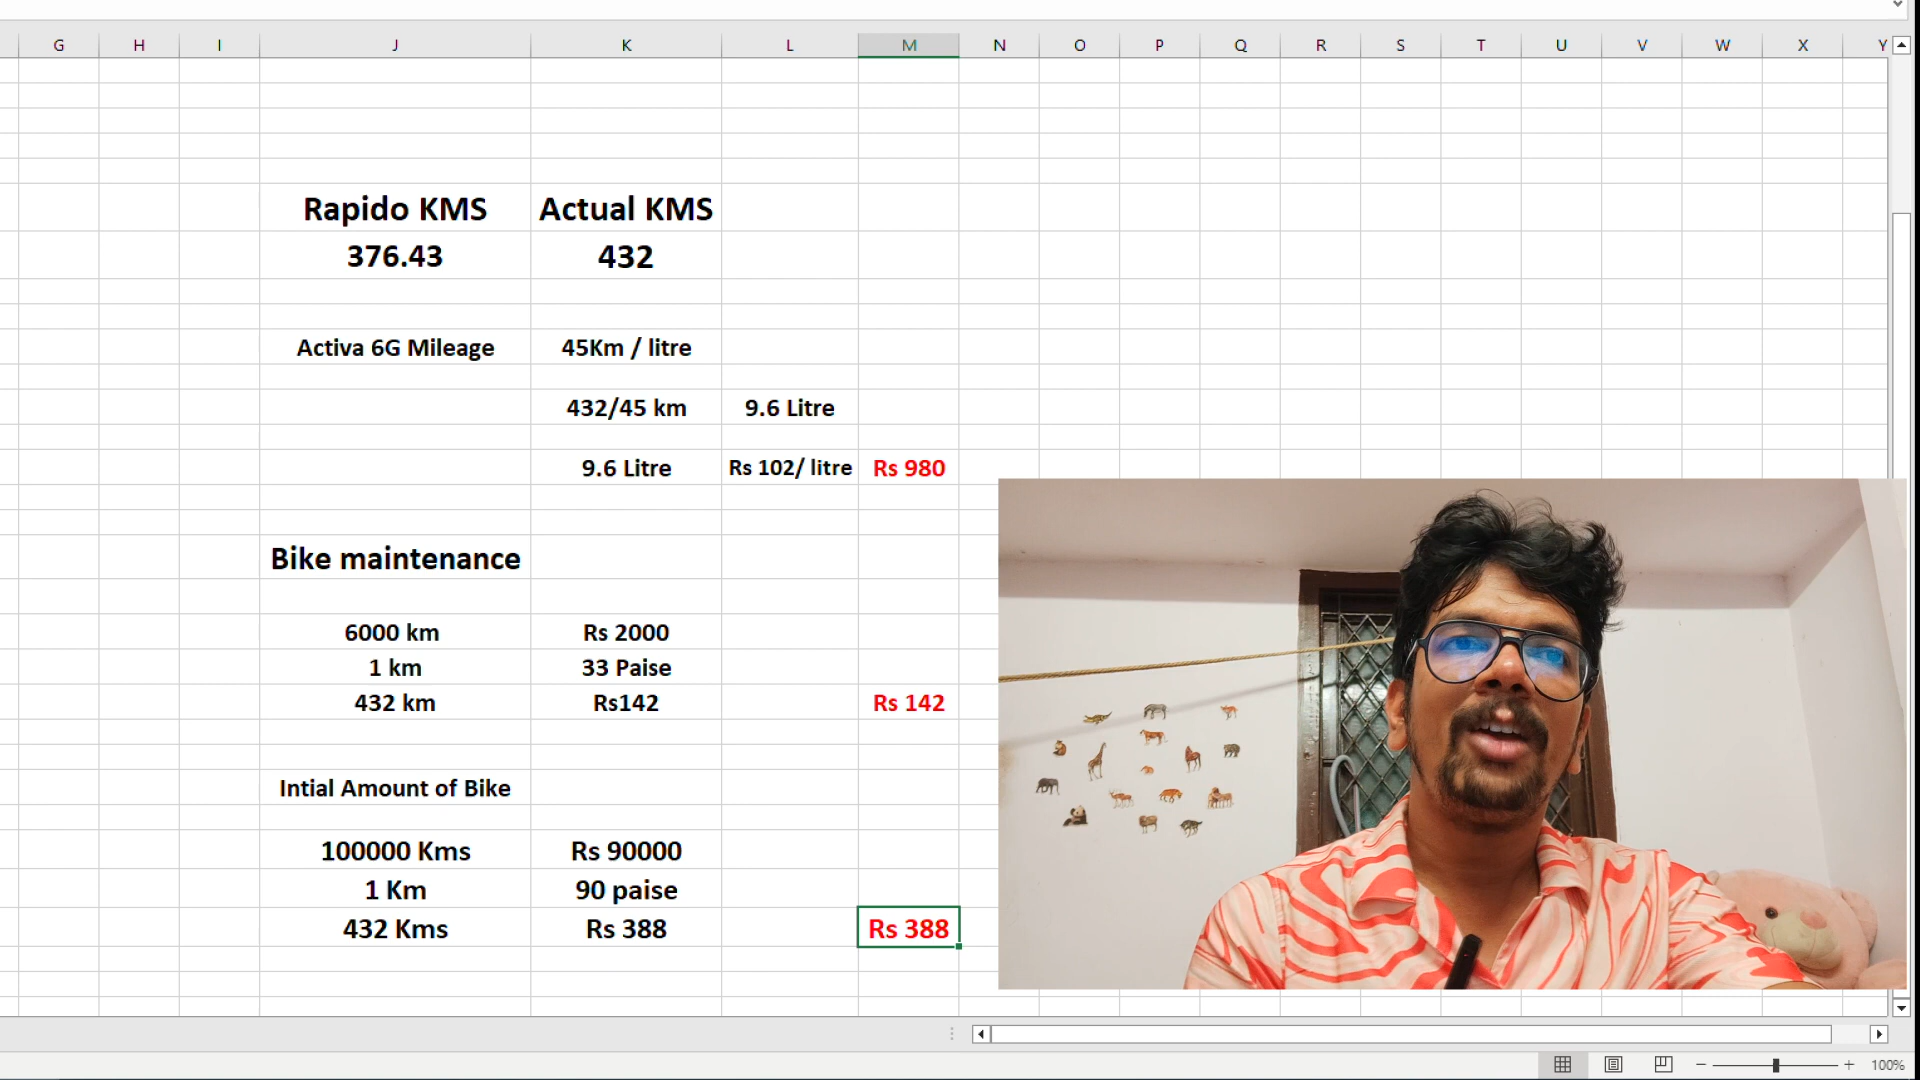 G H I J K L M N O P Q R S T U V W X Y
Rapido KMS Actual KMS
376.43 432
Activa 6G Mileage 45Km / litre
432/45 km 9.6 Litre
9.6 Litre Rs 102/ litre Rs 980
Bike maintenance
6000 km Rs 2000
1 km 33 Paise
432 km Rs142 Rs 142
Intial Amount of Bike
100000 Kms Rs 90000
1 Km 90 paise
432 Kms Rs 388 Rs 388
100%